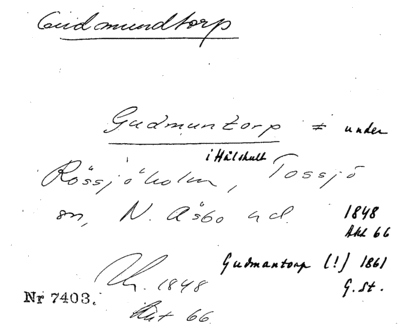 Gudmundtorp
Gudmuntorp = under
i Hålshult
Rössjöholm, Tossjö
sn, N. Åsbo hd.
1848
Akt 66
Gudmantorp (!) 1861
G.St.
1848
Akt 66
Nr 7403.